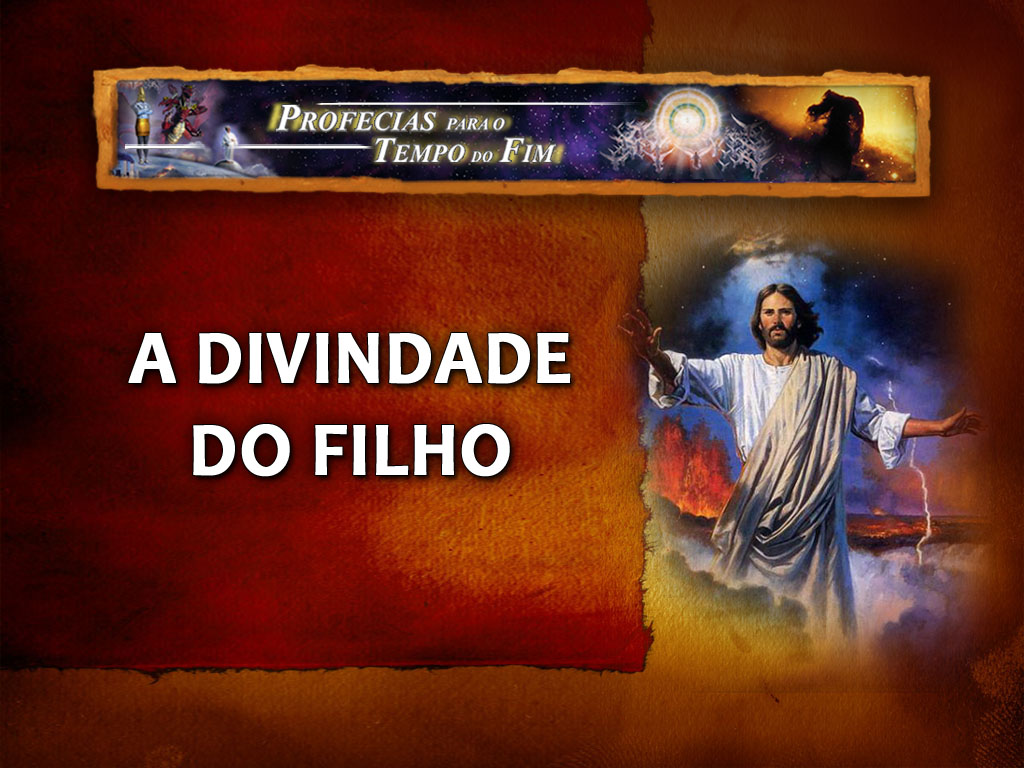 PROFECIAS PARA O
TEMPO DO FIM
A DIVINDADE
DO FILHO